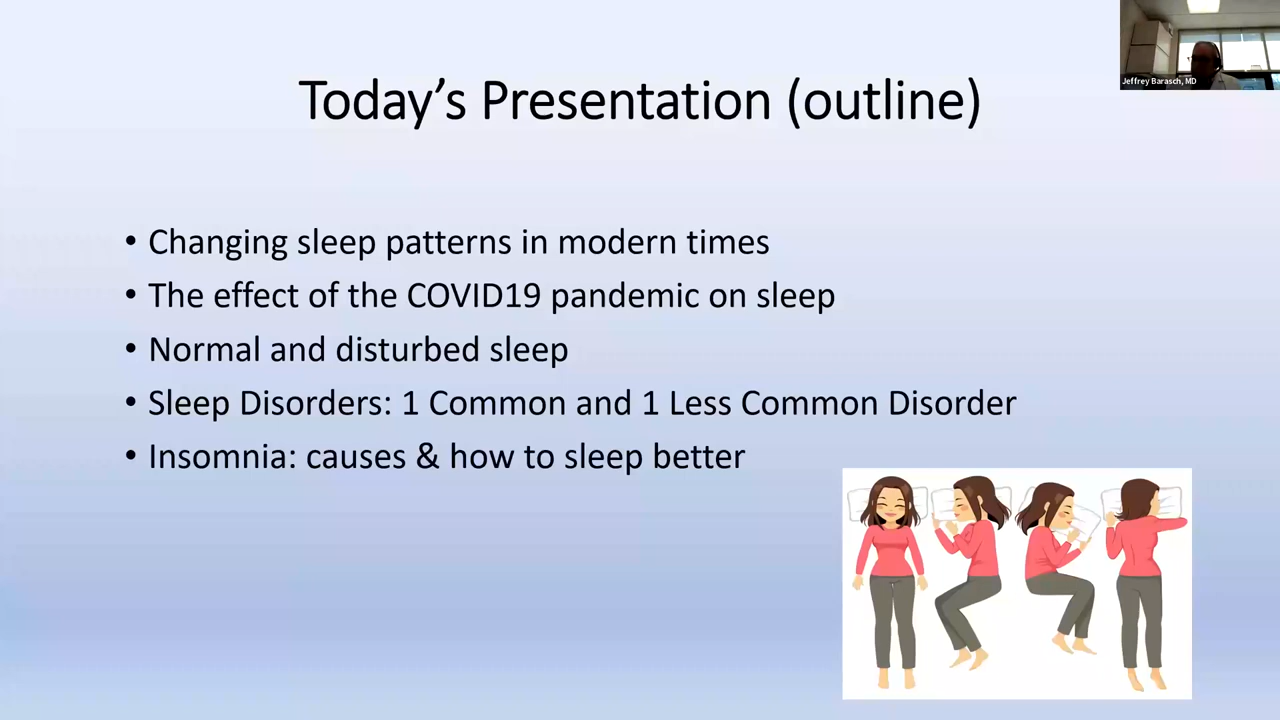 Jeffrey Barasch, MD
Today's Presentation (outline)
• Changing sleep patterns in modern times
• The effect of the COVID19 pandemic on sleep
• Normal and disturbed sleep
• Sleep Disorders: 1 Common and 1 Less Common Disorder
• Insomnia: causes & how to sleep better